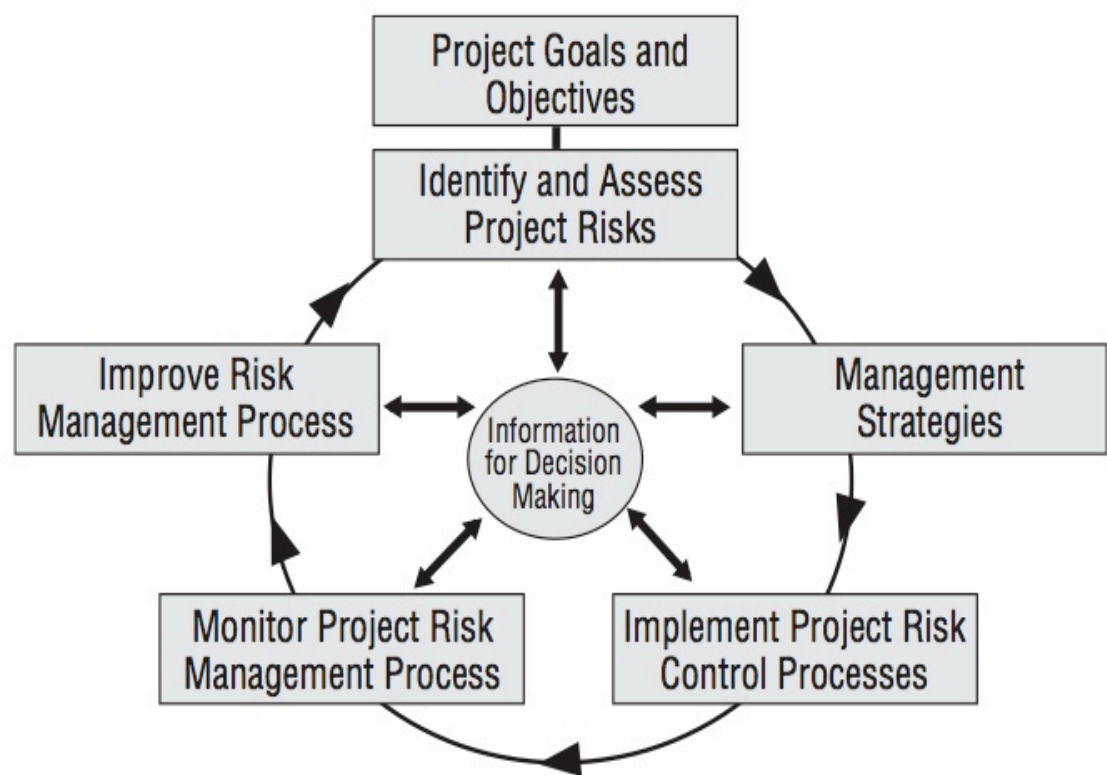 Project Goals and
Objectives
Identify and Assess
Project Risks
Management
Strategies
Implement Project Risk
Control Processes
Monitor Project Risk
Management Process
Improve Risk
Management Process
Information
for Decision
Making